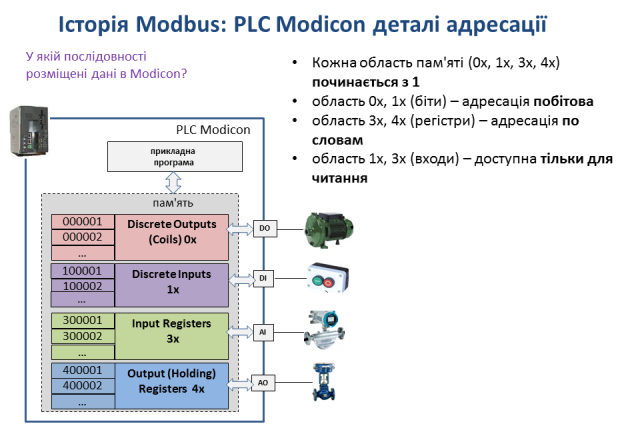 Історія Modbus: PLC Modicon деталі адресації
У якій послідовності
розміщені дані в Modicon?
• Кожна область пам'яті (0x, 1x, 3x, 4x)
починається з 1
• область 0x, 1x (біти) – адресація побітова
• область 3x, 4x (регістри) – адресація по
словам
• область 1x, 3x (входи) – доступна тільки для
читання
PLC Modicon
прикладна
програма
пам'ять
000001
000002
...
Discrete Outputs
(Coils) 0x
DO
100001
100002
...
Discrete Inputs
1x
DI
300001
300002
...
Input Registers
3x
AI
400001
400002
...
Output (Holding)
Registers 4x
AO